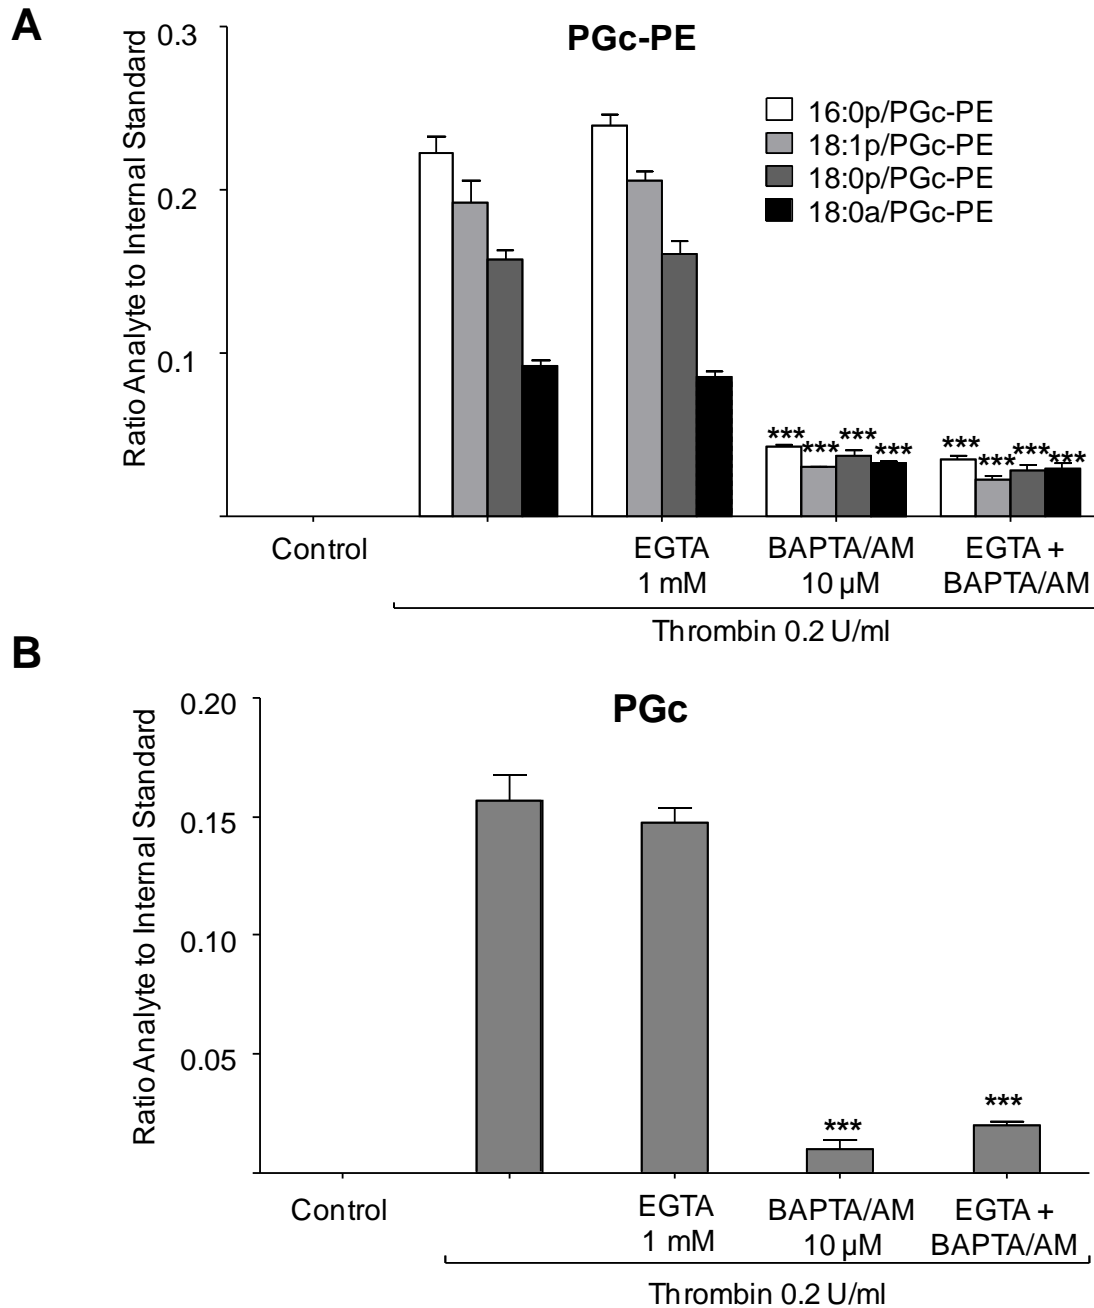 A
PGc-PE
Ratio Analyte to Internal Standard
0.3
0.2
0.1
16:0p/PGc-PE
18:1p/PGc-PE
18:0p/PGc-PE
18:0a/PGc-PE
*** *** *** *** *** *** *** ***
Control EGTA BAPTA/AM EGTA +
1 mM 10 µM BAPTA/AM
Thrombin 0.2 U/ml
B
PGc
Ratio Analyte to Internal Standard
0.20
0.15
0.10
0.05
*** ***
Control EGTA BAPTA/AM EGTA +
1 mM 10 µM BAPTA/AM
Thrombin 0.2 U/ml